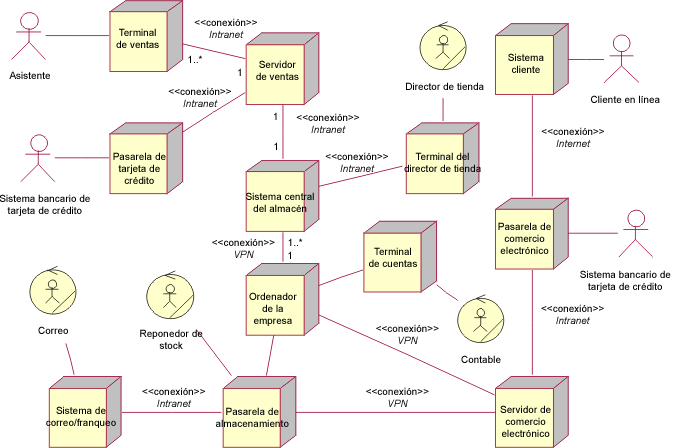 Asistente
Terminal
de ventas
<<conexión>>
Intranet
1..*
1
Servidor
de ventas
<<conexión>>
Intranet
Sistema bancario de
tarjeta de crédito
Pasarela de
tarjeta de
crédito
1
<<conexión>>
Intranet
1
Director de tienda
<<conexión>>
Intranet
Terminal del
director de tienda
Sistema
cliente
Cliente en línea
<<conexión>>
Internet
Sistema central
del almacén
<<conexión>>
VPN
1..*
1
Pasarela de
comercio
electrónico
Sistema bancario de
tarjeta de crédito
Terminal
de cuentas
Contable
Ordenador
de la
empresa
<<conexión>>
VPN
<<conexión>>
Intranet
Correo
Reponedor de
stock
Sistema de
correo/franqueo
<<conexión>>
Intranet
Pasarela de
almacenamiento
<<conexión>>
VPN
Servidor de
comercio
electrónico